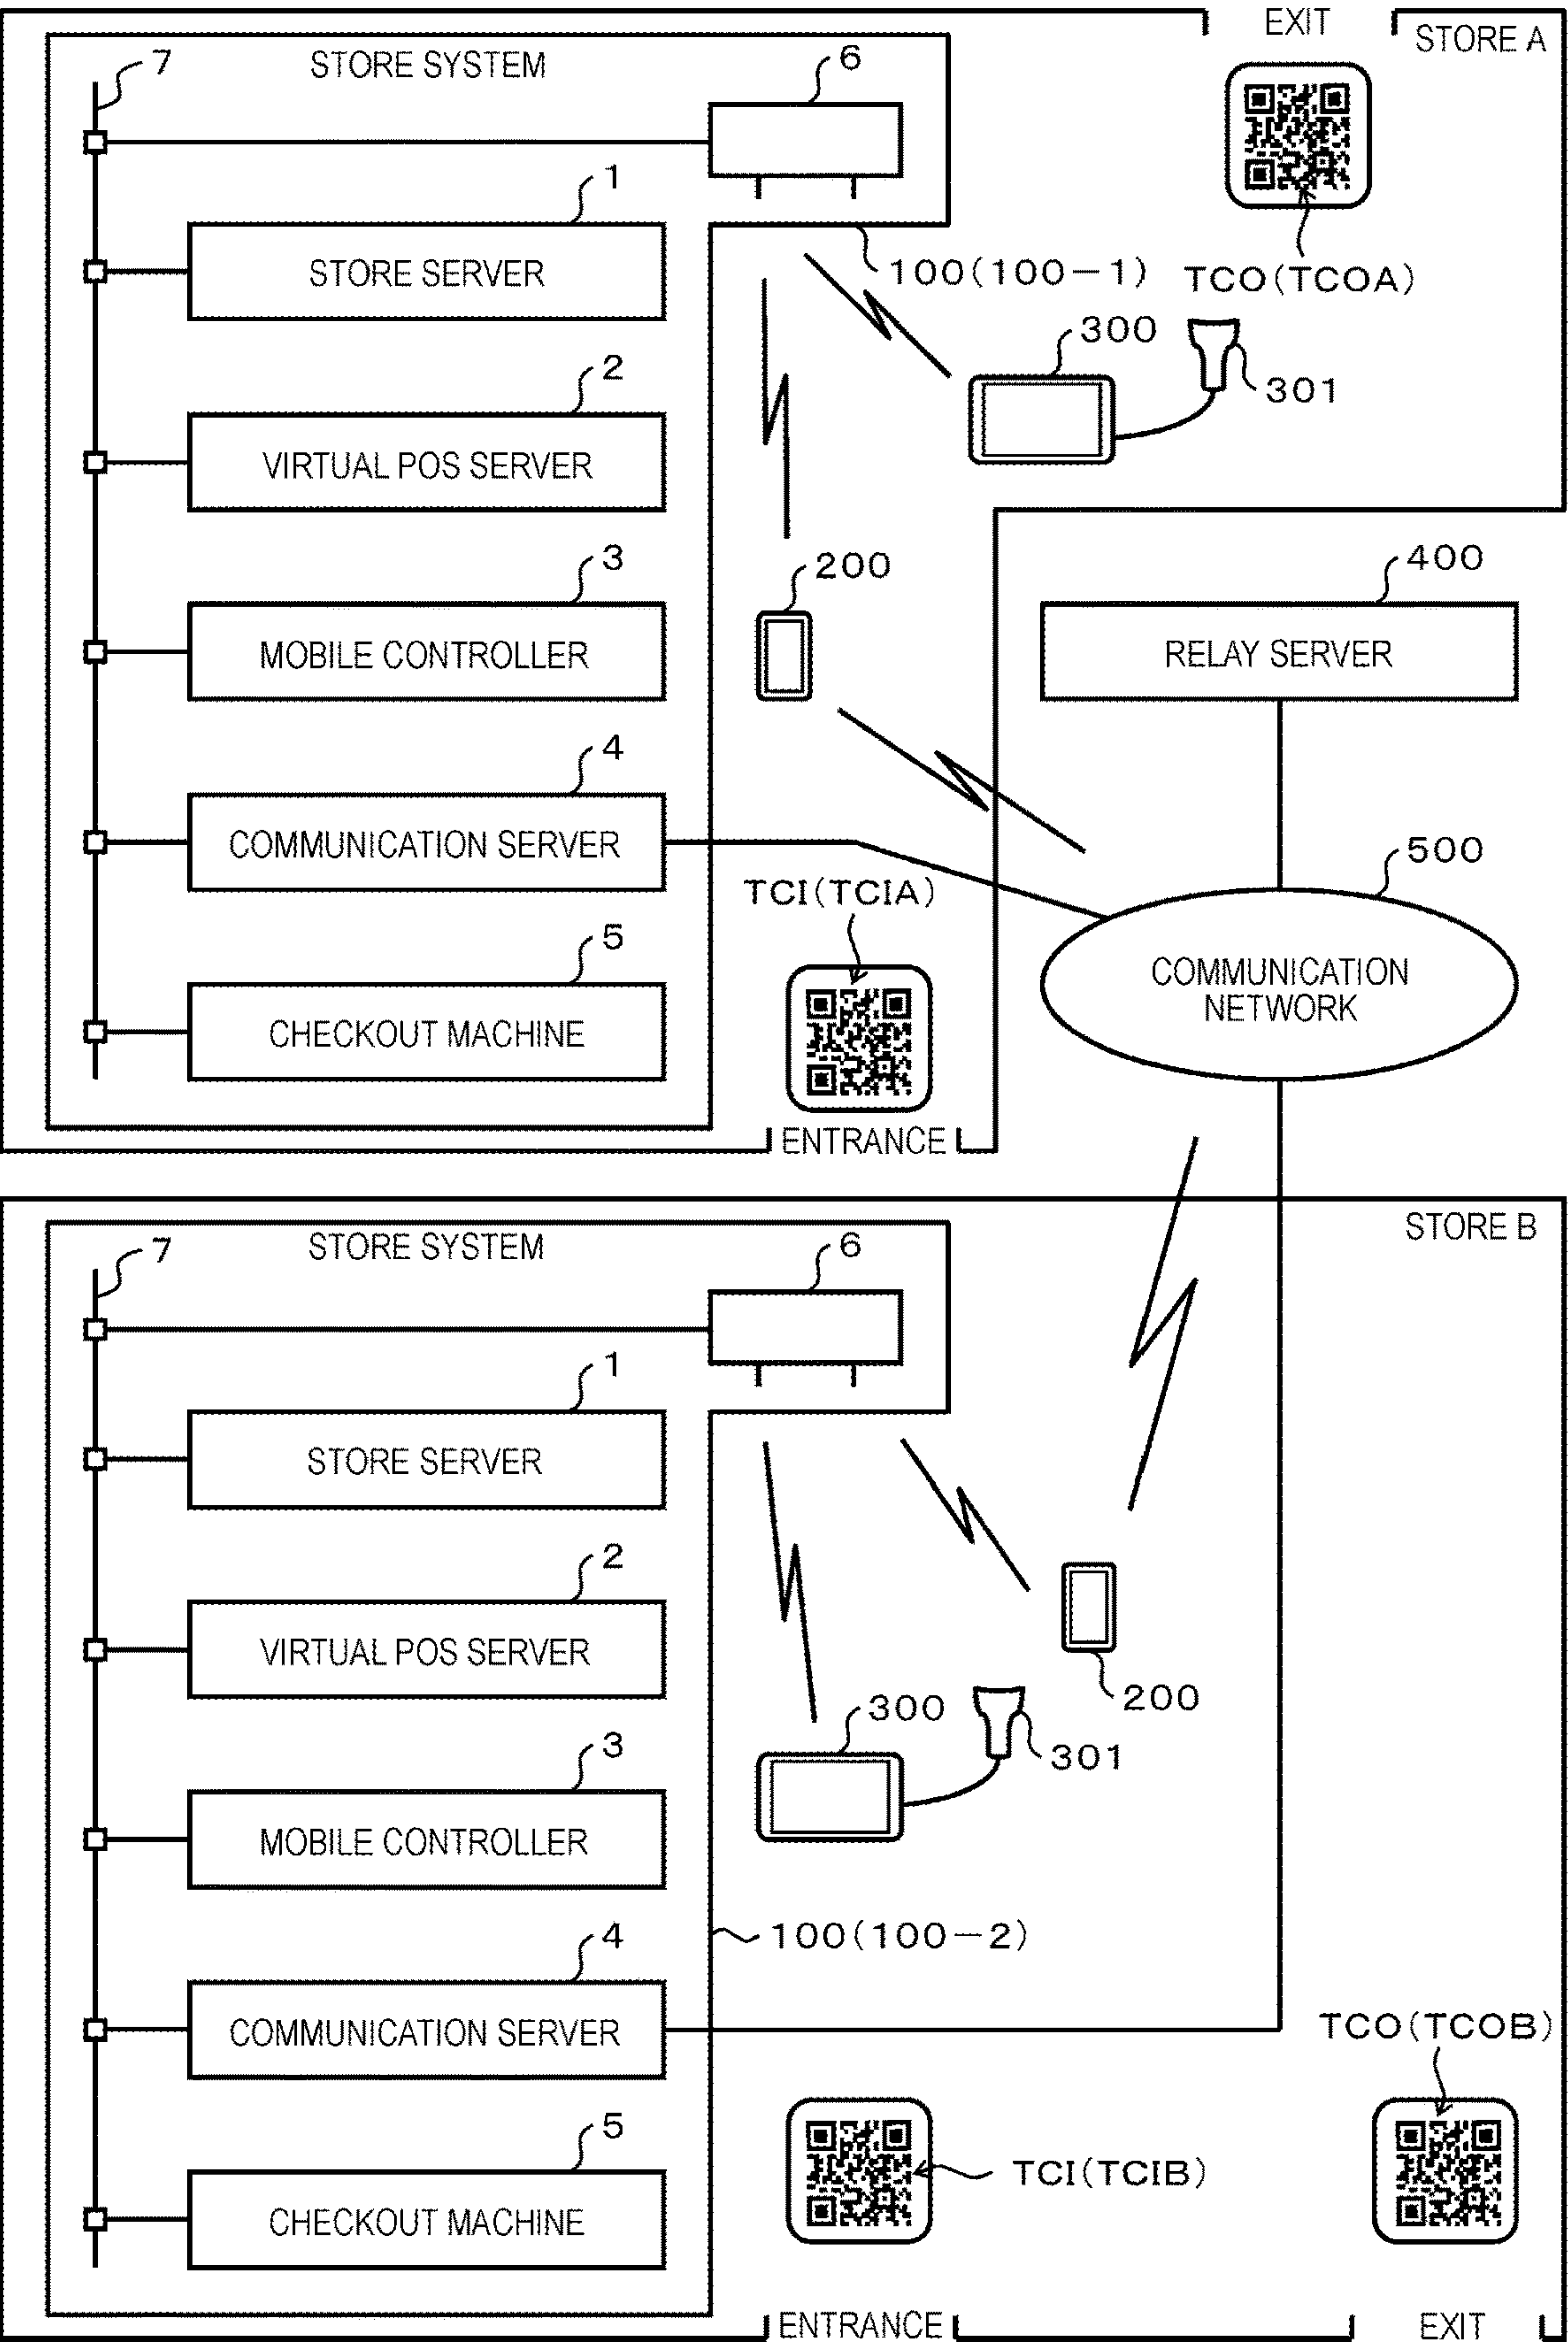 EXIT
STORE A
7
STORE SYSTEM
6
1
STORE SERVER
100(100-1)
TCO(TCOA)
300
301
2
VIRTUAL POS SERVER
200
3
MOBILE CONTROLLER
400
RELAY SERVER
4
COMMUNICATION SERVER
500
TCI(TCIA)
COMMUNICATION
NETWORK
5
CHECKOUT MACHINE
ENTRANCE
STORE B
7
STORE SYSTEM
6
1
STORE SERVER
2
VIRTUAL POS SERVER
200
300
301
3
MOBILE CONTROLLER
100(100-2)
4
COMMUNICATION SERVER
TCO(TCOB)
5
TCI(TCIB)
CHECKOUT MACHINE
ENTRANCE
EXIT